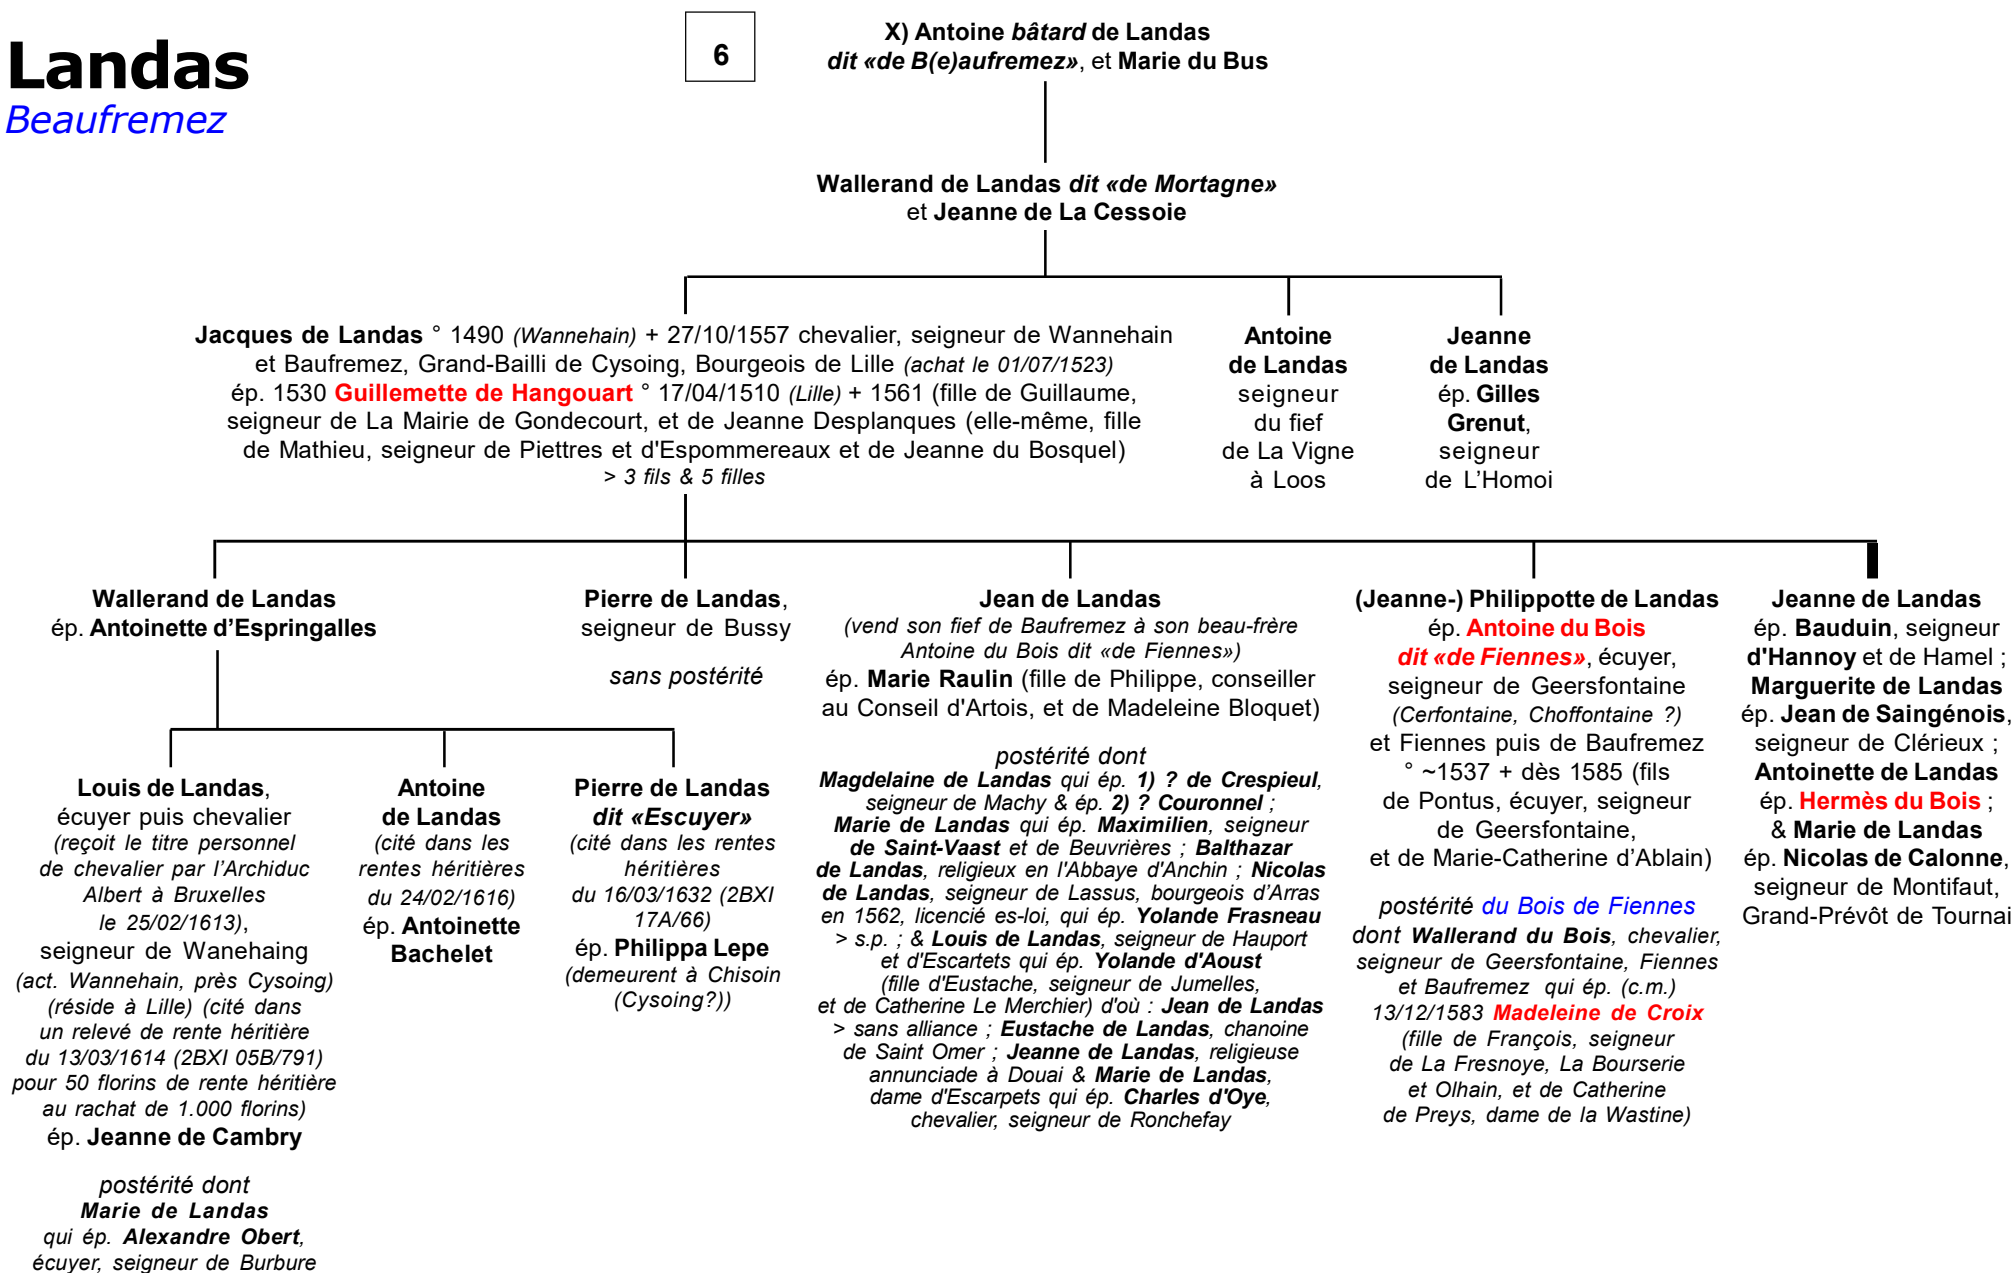 Landas
Beaufremez
6
X) Antoine bâtard de Landas
dit «de B(e)aufremez», et Marie du Bus
Wallerand de Landas dit «de Mortagne»
et Jeanne de La Cessoie
Jacques de Landas ° 1490 (Wannehain) + 27/10/1557 chevalier, seigneur de Wannehain
et Baufremez, Grand-Bailli de Cysoing, Bourgeois de Lille (achat le 01/07/1523)
ép. 1530 Guillemette de Hangouart ° 17/04/1510 (Lille) + 1561 (fille de Guillaume,
seigneur de La Mairie de Gondecourt, et de Jeanne Desplanques (elle-même, fille
de Mathieu, seigneur de Piettres et d'Espommereaux et de Jeanne du Bosquel)
> 3 fils & 5 filles
Antoine
de Landas
seigneur
du fief
de La Vigne
à Loos
Jeanne
de Landas
ép. Gilles
Grenut,
seigneur
de L'Homoi
Wallerand de Landas
ép. Antoinette d'Espringalles
Pierre de Landas,
seigneur de Bussy
sans postérité
Jean de Landas
(vend son fief de Baufremez à son beau-frère
Antoine du Bois dit «de Fiennes»)
ép. Marie Raulin (fille de Philippe, conseiller
au Conseil d'Artois, et de Madeleine Bloquet)
postérité dont
Magdelaine de Landas qui ép. 1) ? de Crespieul,
seigneur de Machy & ép. 2) ? Couronnel ;
Marie de Landas qui ép. Maximilien, seigneur
de Saint-Vaast et de Beuvrières ; Balthazar
de Landas, religieux en l'Abbaye d'Anchin ; Nicolas
de Landas, seigneur de Lassus, bourgeois d'Arras
en 1562, licencié es-loi, qui ép. Yolande Frasneau
> s.p. ; & Louis de Landas, seigneur de Hauport
et d'Escartets qui ép. Yolande d'Aoust
(fille d'Eustache, seigneur de Jumelles,
et de Catherine Le Merchier) d'où : Jean de Landas
> sans alliance ; Eustache de Landas, chanoine
de Saint Omer ; Jeanne de Landas, religieuse
annunciade à Douai & Marie de Landas,
dame d'Escarpets qui ép. Charles d'Oye,
chevalier, seigneur de Ronchefay
(Jeanne-) Philippotte de Landas
ép. Antoine du Bois
dit «de Fiennes», écuyer,
seigneur de Geersfontaine
(Cerfontaine, Choffontaine ?)
et Fiennes puis de Baufremez
° ~1537 + dès 1585 (fils
de Pontus, écuyer, seigneur
de Geersfontaine,
et de Marie-Catherine d'Ablain)
postérité du Bois de Fiennes
dont Wallerand du Bois, chevalier,
seigneur de Geersfontaine, Fiennes
et Baufremez qui ép. (c.m.)
13/12/1583 Madeleine de Croix
(fille de François, seigneur
de La Fresnoye, La Bourserie
et Olhain, et de Catherine
de Preys, dame de la Wastine)
Jeanne de Landas
ép. Bauduin, seigneur
d'Hannoy et de Hamel ;
Marguerite de Landas
ép. Jean de Saingénois,
seigneur de Clérieux ;
Antoinette de Landas
ép. Hermès du Bois ;
& Marie de Landas
ép. Nicolas de Calonne,
seigneur de Montifaut,
Grand-Prévôt de Tournai
Louis de Landas,
écuyer puis chevalier
(reçoit le titre personnel
de chevalier par l'Archiduc
Albert à Bruxelles
le 25/02/1613),
seigneur de Wanehaing
(act. Wannehain, près Cysoing)
(réside à Lille) (cité dans
un relevé de rente héritière
du 13/03/1614 (2BXI 05B/791)
pour 50 florins de rente héritière
au rachat de 1.000 florins)
ép. Jeanne de Cambry
postérité dont
Marie de Landas
qui ép. Alexandre Obert,
écuyer, seigneur de Burbure
Antoine
de Landas
(cité dans les
rentes héritières
du 24/02/1616)
ép. Antoinette
Bachelet
Pierre de Landas
dit «Escuyer»
(cité dans les rentes
héritières
du 16/03/1632 (2BXI
17A/66)
ép. Philippa Lepe
(demeurent à Chisoin
(Cysoing?))